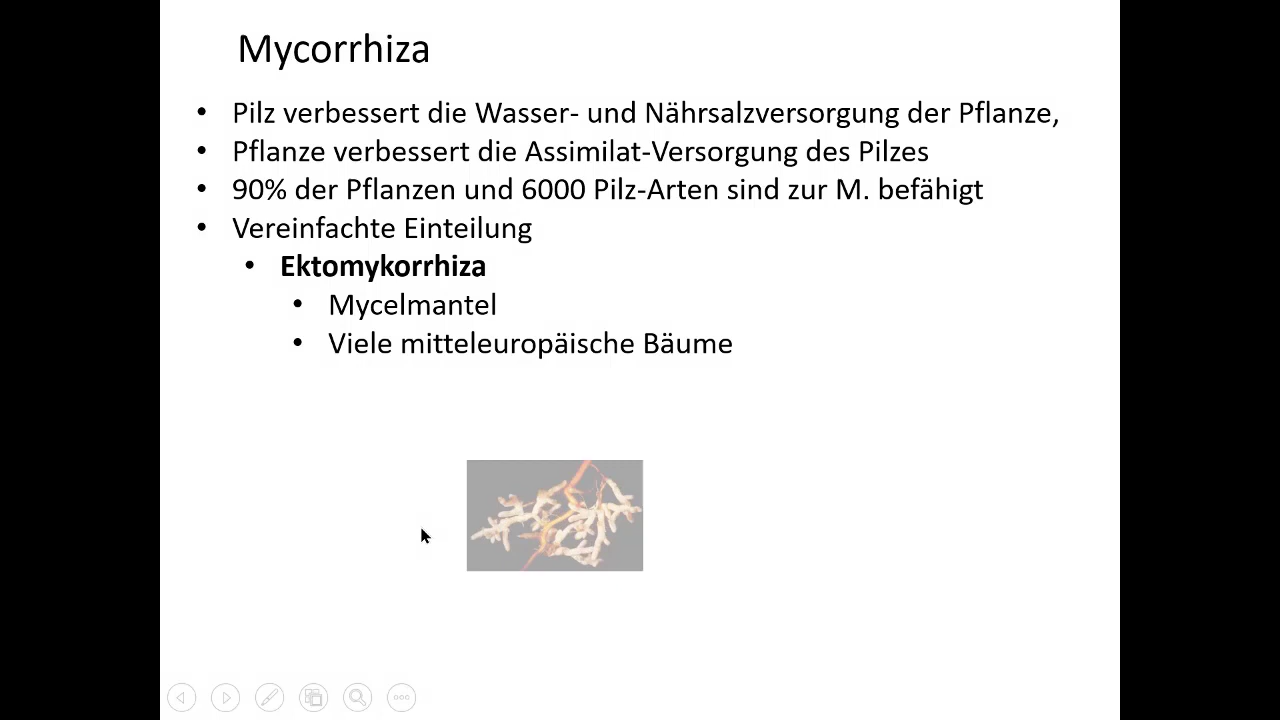 Mycorrhiza
• Pilz verbessert die Wasser- und Nährsalzversorgung der Pflanze,
• Pflanze verbessert die Assimilat-Versorgung des Pilzes
• 90% der Pflanzen und 6000 Pilz-Arten sind zur M. befähigt
• Vereinfachte Einteilung
• Ektomykorrhiza
• Mycelmantel
• Viele mitteleuropäische Bäume